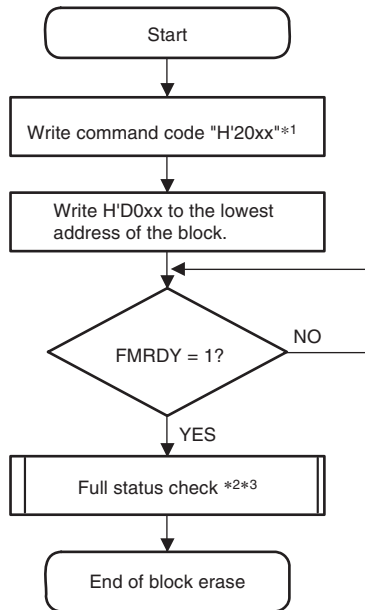 Start
Write command code "H'20xx"*1
Write H'D0xx to the lowest
address of the block.
FMRDY = 1?
NO
YES
Full status check *2*3
End of block erase